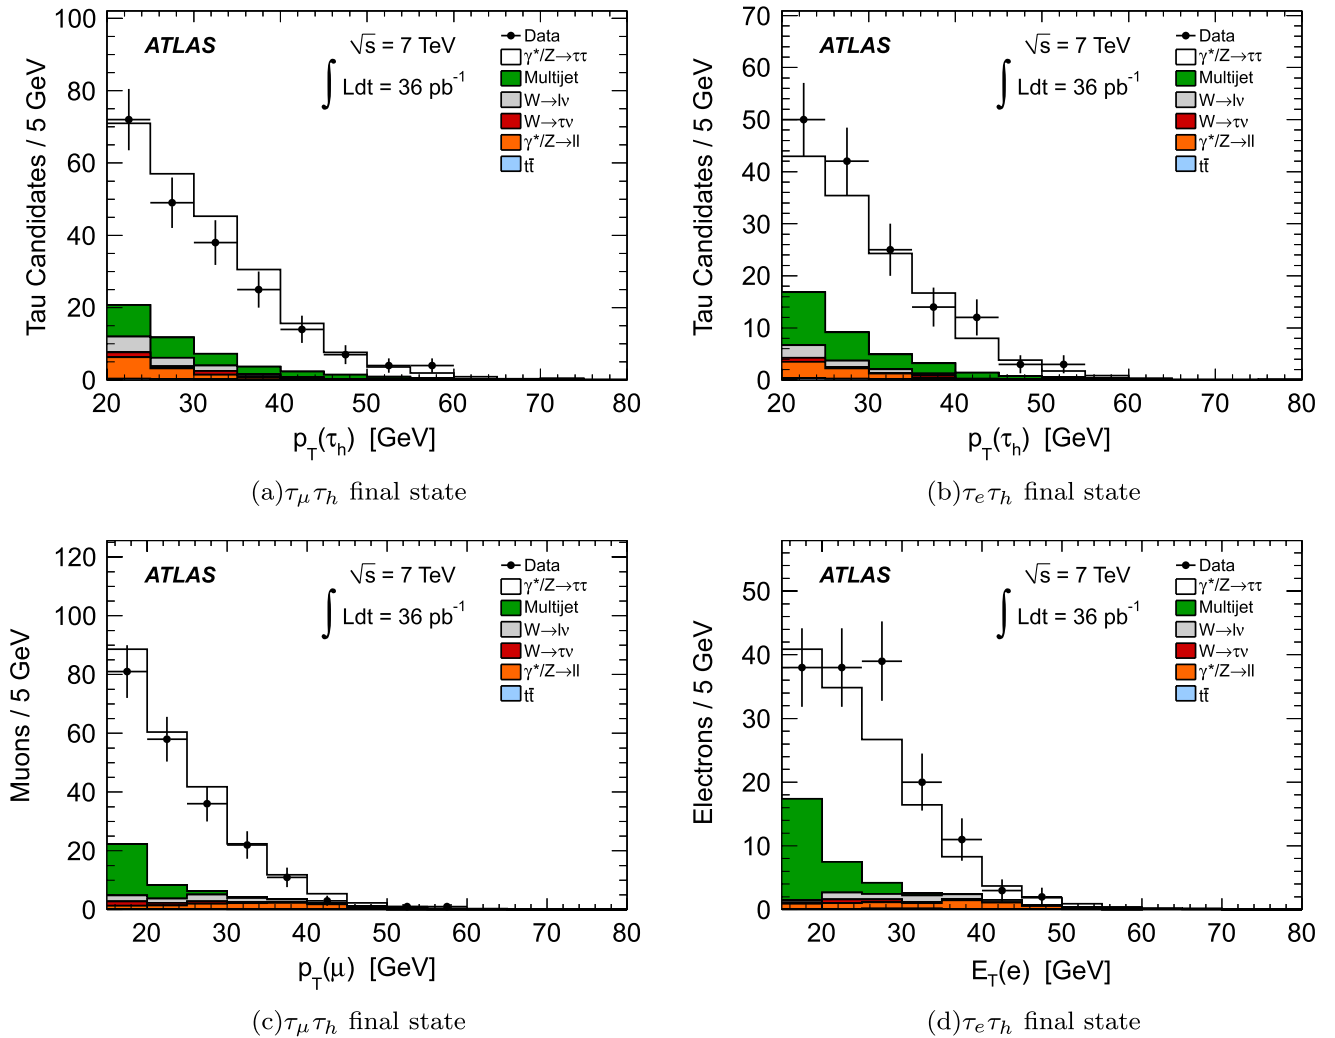 ATLAS
√s = 7 TeV
∫ Ldt = 36 pb⁻¹
Data
γ*/Z→ττ
Multijet
W→lν
W→τν
γ*/Z→ll
tt̄
Tau Candidates / 5 GeV
100
80
60
40
20
0
20 30 40 50 60 70 80
p_T(τ_h) [GeV]
(a)τ_μτ_h final state
ATLAS
√s = 7 TeV
∫ Ldt = 36 pb⁻¹
Data
γ*/Z→ττ
Multijet
W→lν
W→τν
γ*/Z→ll
tt̄
Tau Candidates / 5 GeV
70
60
50
40
30
20
10
0
20 30 40 50 60 70 80
p_T(τ_h) [GeV]
(b)τ_eτ_h final state
ATLAS
√s = 7 TeV
∫ Ldt = 36 pb⁻¹
Data
γ*/Z→ττ
Multijet
W→lν
W→τν
γ*/Z→ll
tt̄
Muons / 5 GeV
120
100
80
60
40
20
0
20 30 40 50 60 70 80
p_T(μ) [GeV]
(c)τ_μτ_h final state
ATLAS
√s = 7 TeV
∫ Ldt = 36 pb⁻¹
Data
γ*/Z→ττ
Multijet
W→lν
W→τν
γ*/Z→ll
tt̄
Electrons / 5 GeV
50
40
30
20
10
0
20 30 40 50 60 70 80
E_T(e) [GeV]
(d)τ_eτ_h final state